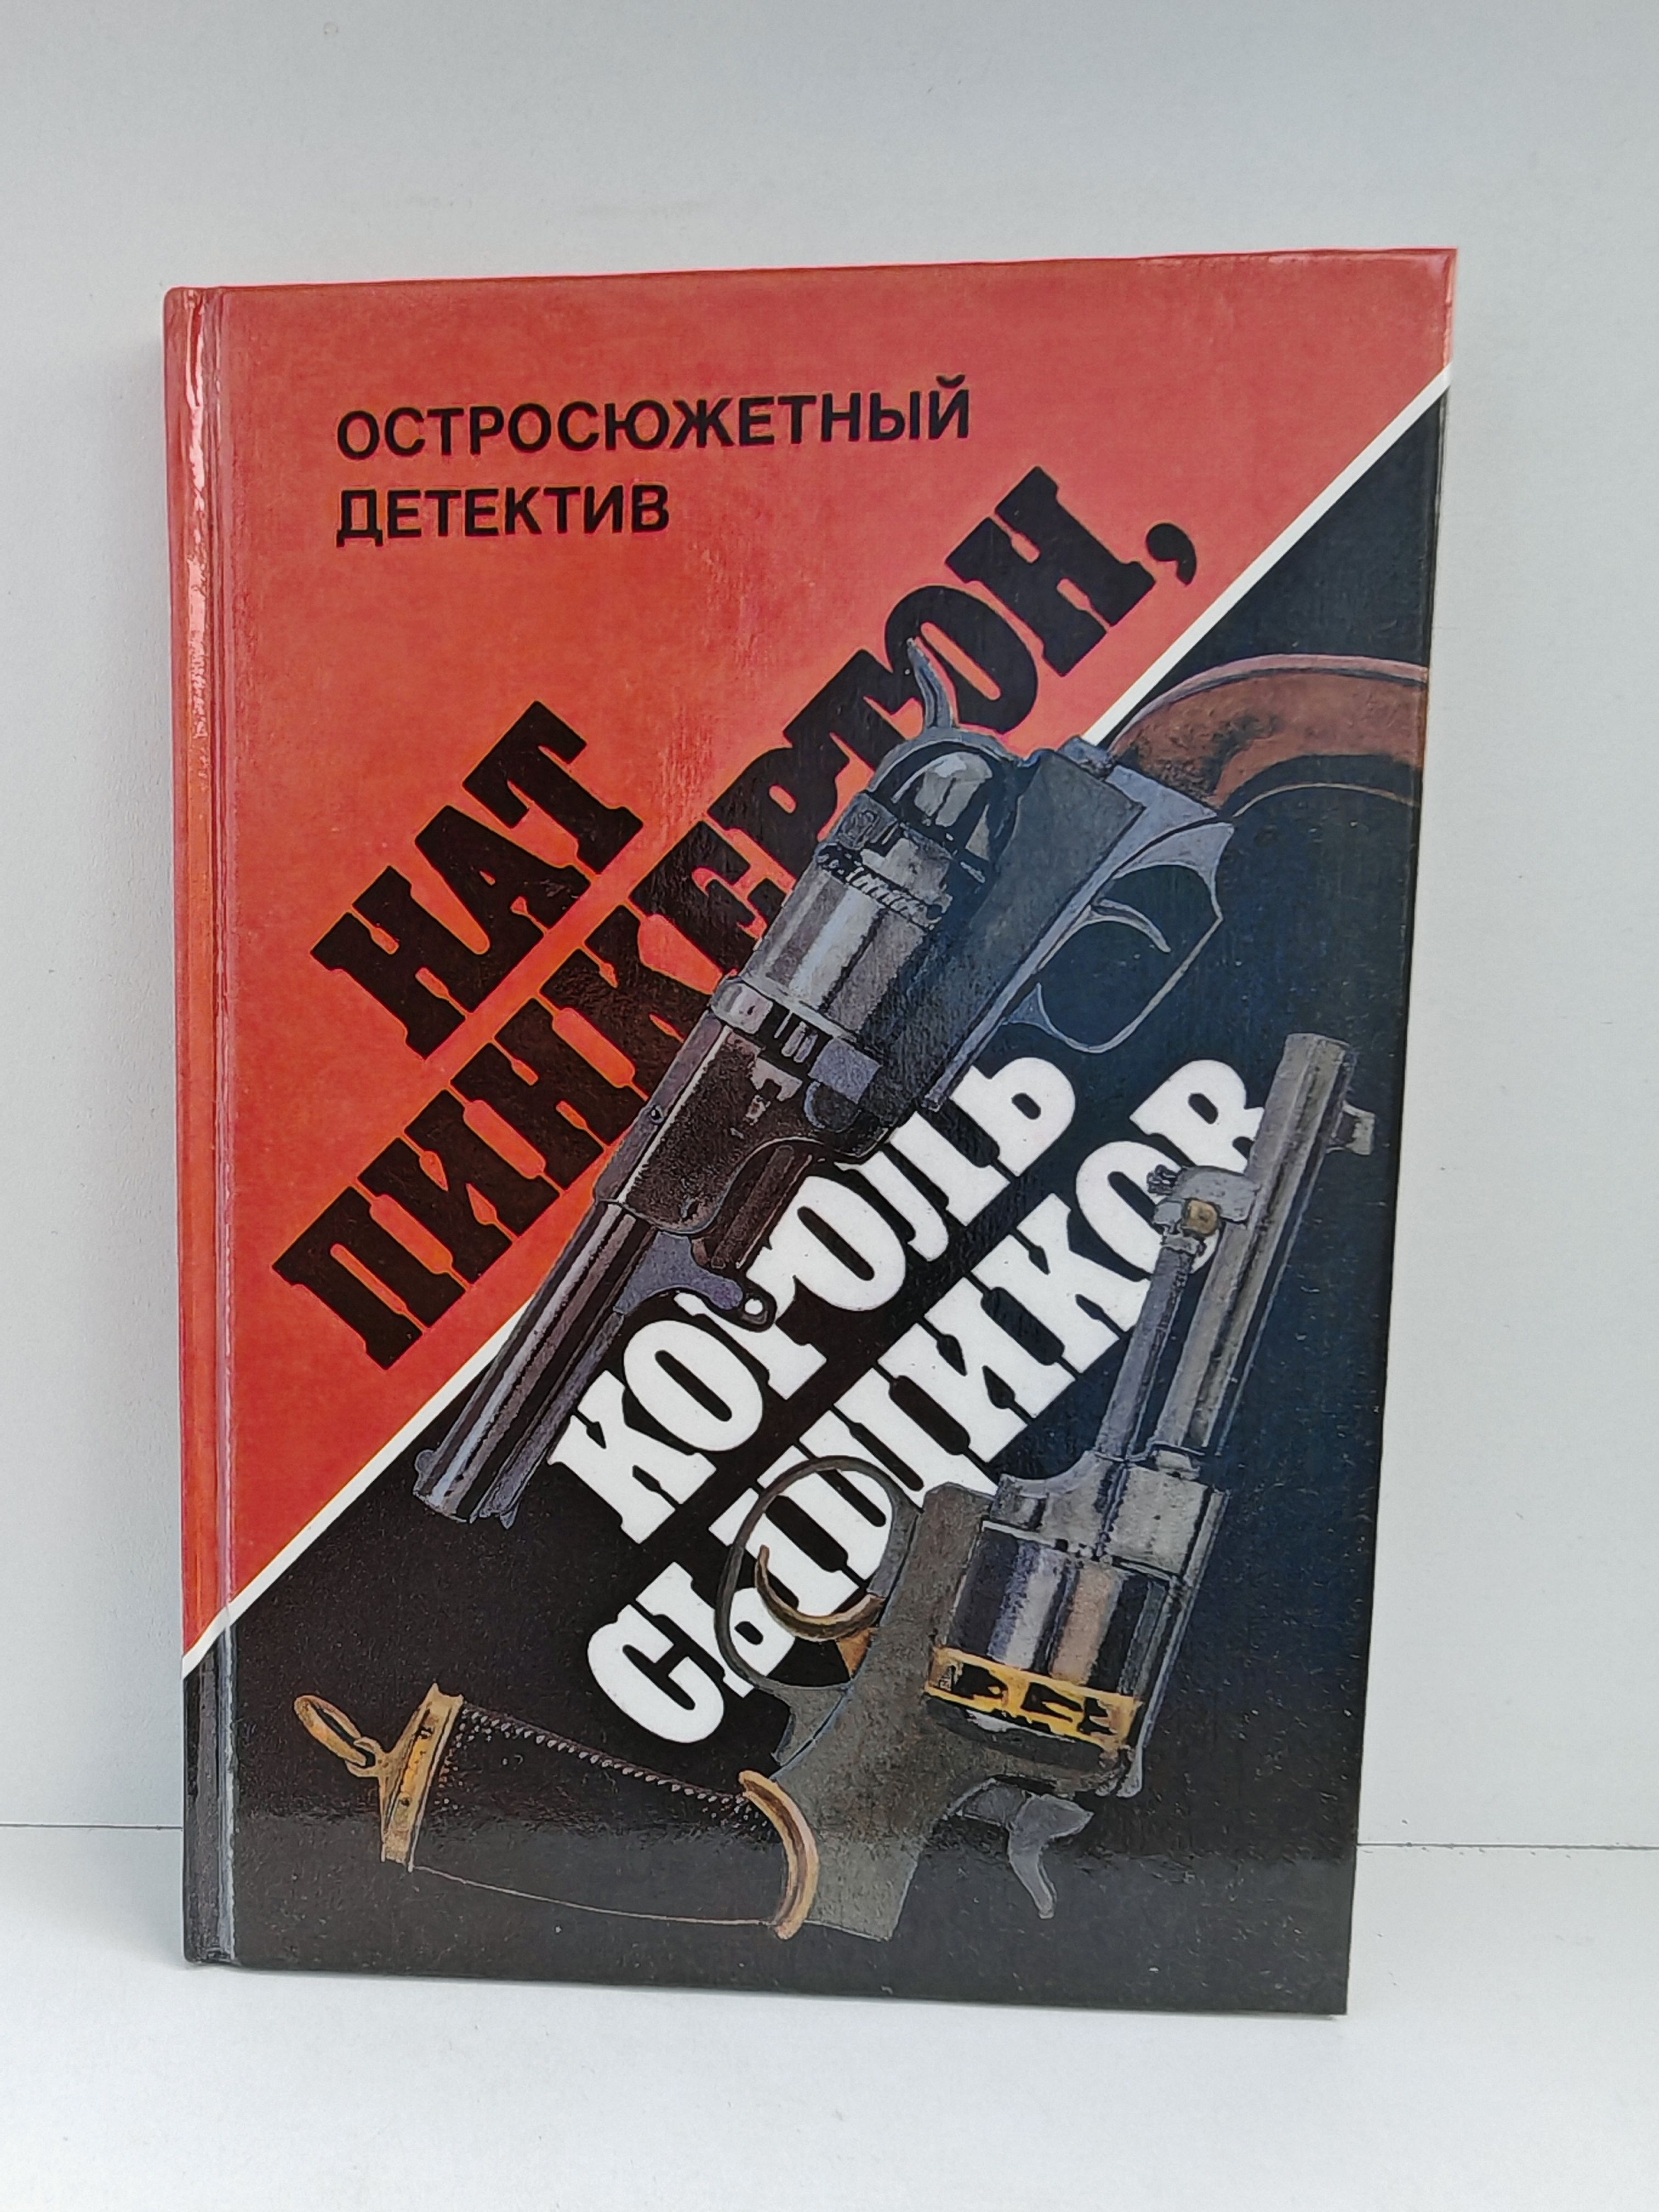 ОСТРОСЮЖЕТНЫЙ
ДЕТЕКТИВ
НАТ
ПИНКЕРТОН,
КОРОЛЬ
СЫЩИКОВ